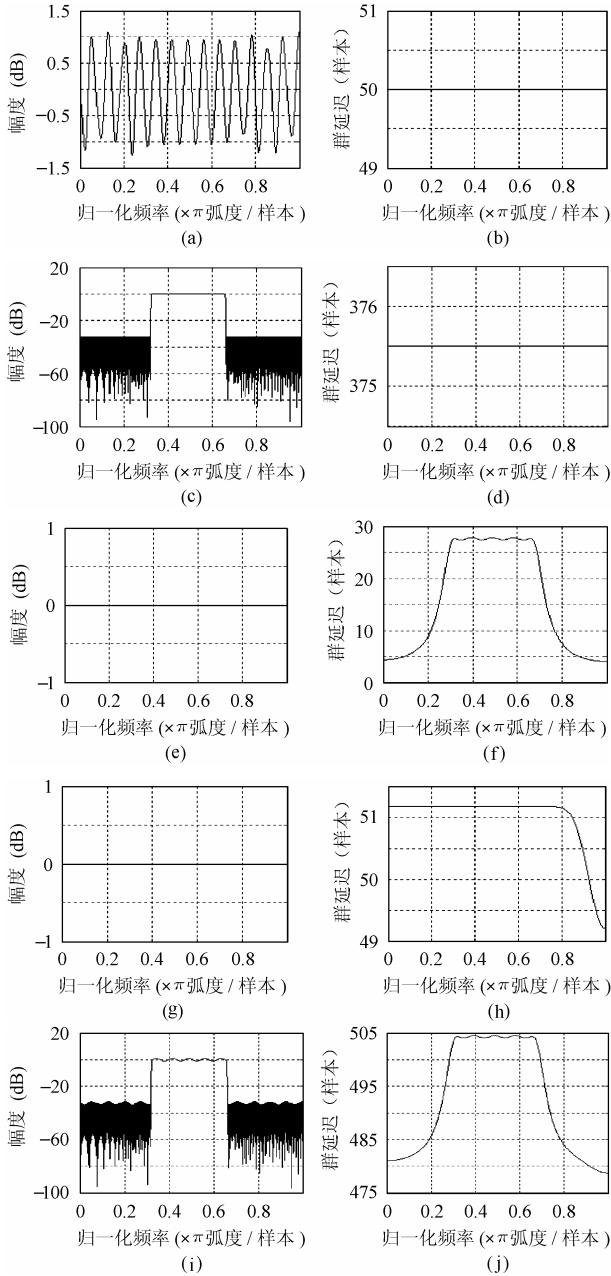 幅度 (dB)
1.5
0.5
−0.5
−1.5
0 0.2 0.4 0.6 0.8
归一化频率 (×π弧度 / 样本)
(a)
群延迟 (样本)
51
50
49
0 0.2 0.4 0.6 0.8
归一化频率 (×π弧度 / 样本)
(b)
幅度 (dB)
20
−20
−60
−100
0 0.2 0.4 0.6 0.8
归一化频率 (×π弧度 / 样本)
(c)
群延迟 (样本)
376
375
0 0.2 0.4 0.6 0.8
归一化频率 (×π弧度 / 样本)
(d)
幅度 (dB)
1
0
−1
0 0.2 0.4 0.6 0.8
归一化频率 (×π弧度 / 样本)
(e)
群延迟 (样本)
30
20
10
0
0 0.2 0.4 0.6 0.8
归一化频率 (×π弧度 / 样本)
(f)
幅度 (dB)
1
0
−1
0 0.2 0.4 0.6 0.8
归一化频率 (×π弧度 / 样本)
(g)
群延迟 (样本)
51
50
49
0 0.2 0.4 0.6 0.8
归一化频率 (×π弧度 / 样本)
(h)
幅度 (dB)
20
−20
−60
−100
0 0.2 0.4 0.6 0.8
归一化频率 (×π弧度 / 样本)
(i)
群延迟 (样本)
505
495
485
475
0 0.2 0.4 0.6 0.8
归一化频率 (×π弧度 / 样本)
(j)